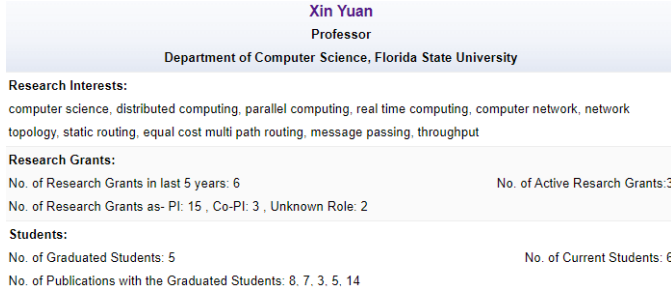 Xin Yuan
Professor
Department of Computer Science, Florida State University
Research Interests:
computer science, distributed computing, parallel computing, real time computing, computer network, network
topology, static routing, equal cost multi path routing, message passing, throughput
Research Grants:
No. of Research Grants in last 5 years: 6 No. of Active Resarch Grants:3
No. of Research Grants as- PI: 15 , Co-PI: 3 , Unknown Role: 2
Students:
No. of Graduated Students: 5 No. of Current Students: 6
No. of Publications with the Graduated Students: 8, 7, 3, 5, 14